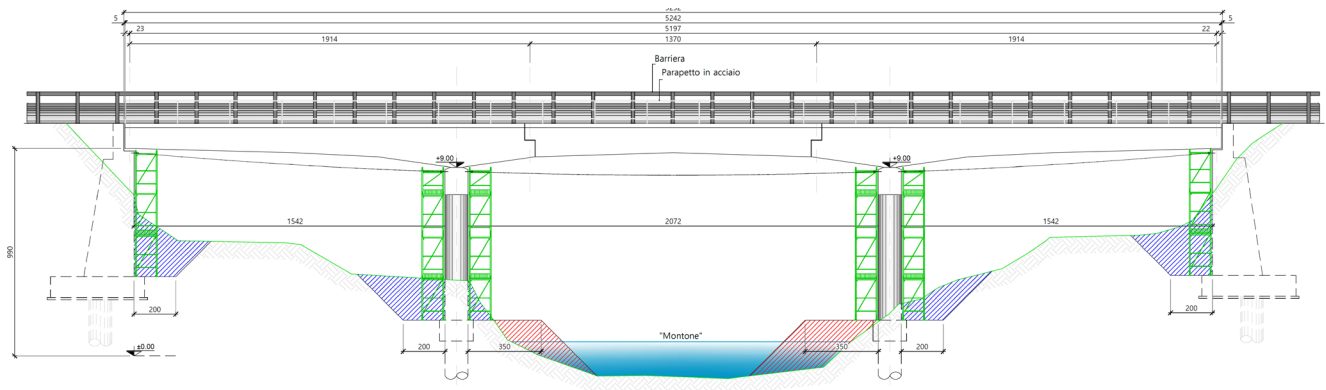 5252
5 5242 5
23 5197 22
1914 1370 1914
Barriera
Parapetto in acciaio
+9.00 +9.00
1542 2072 1542
990
200 200
"Montone"
±0.00
200 350 350 200